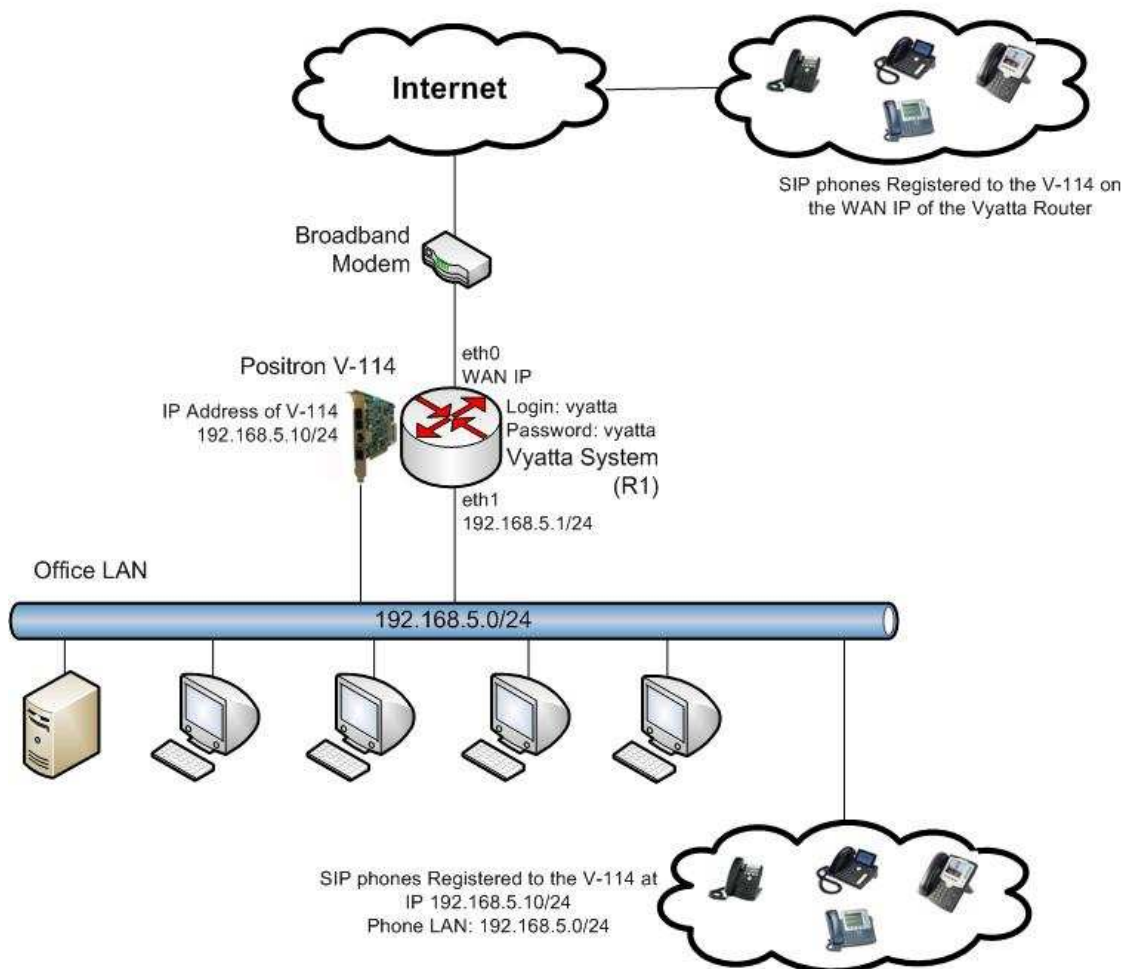 Internet
SIP phones Registered to the V-114 on
the WAN IP of the Vyatta Router
Broadband
Modem
Positron V-114
eth0
WAN IP
IP Address of V-114
192.168.5.10/24
Login: vyatta
Password: vyatta
Vyatta System
(R1)
eth1
192.168.5.1/24
Office LAN
192.168.5.0/24
SIP phones Registered to the V-114 at
IP 192.168.5.10/24
Phone LAN: 192.168.5.0/24